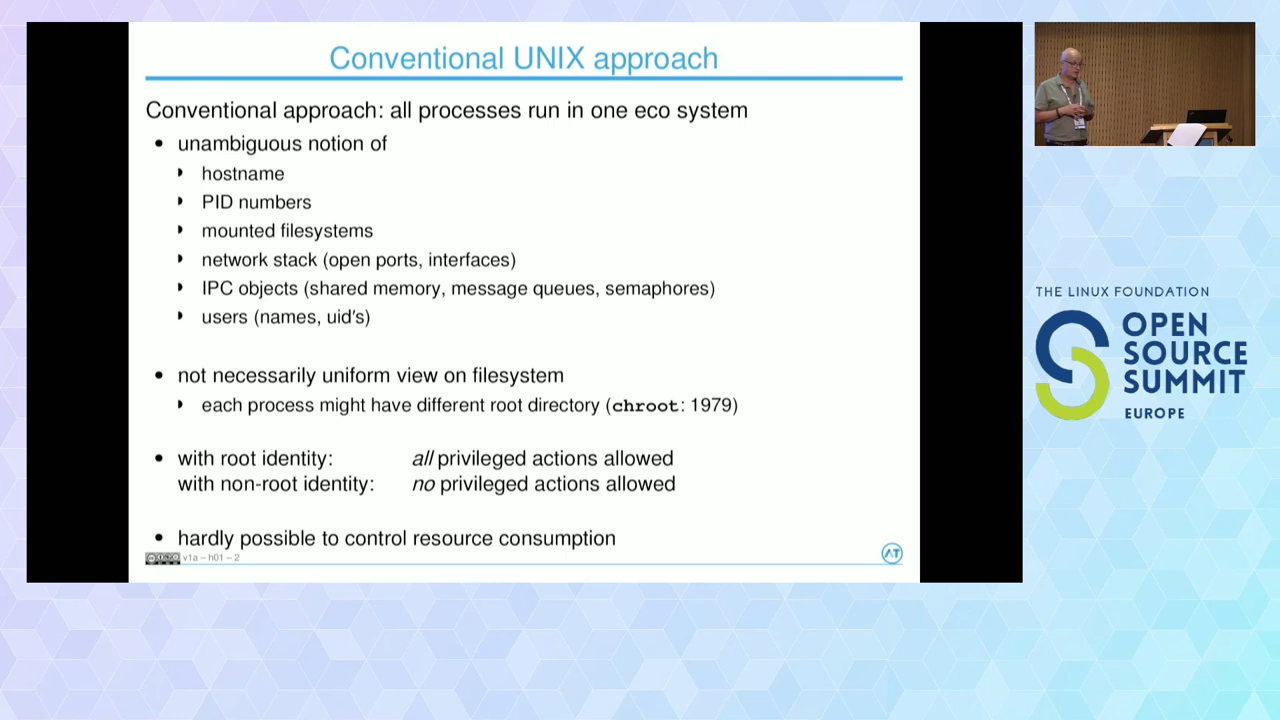 Conventional UNIX approach
Conventional approach: all processes run in one eco system
• unambiguous notion of
hostname
PID numbers
mounted filesystems
network stack (open ports, interfaces)
IPC objects (shared memory, message queues, semaphores)
users (names, uid's)
• not necessarily uniform view on filesystem
each process might have different root directory (chroot: 1979)
• with root identity: all privileged actions allowed
with non-root identity: no privileged actions allowed
• hardly possible to control resource consumption
v1a – h01 – 2
AT
THE LINUX FOUNDATION
OPEN
SOURCE
SUMMIT
EUROPE